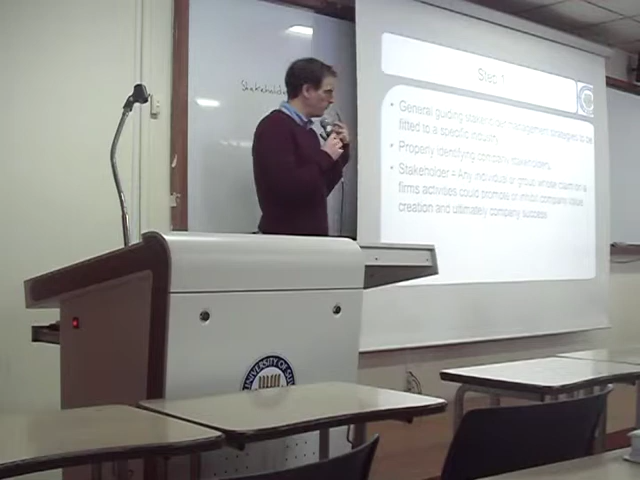 Stakeholder
Step 1
• General guiding stakeholder management strategies to be
fitted to a specific industry.
• Properly identifying company stakeholders.
• Stakeholder = Any individual or group whose claim or a
firms activities could promote or inhibit company value
creation and ultimately company success
UNIVERSITY OF